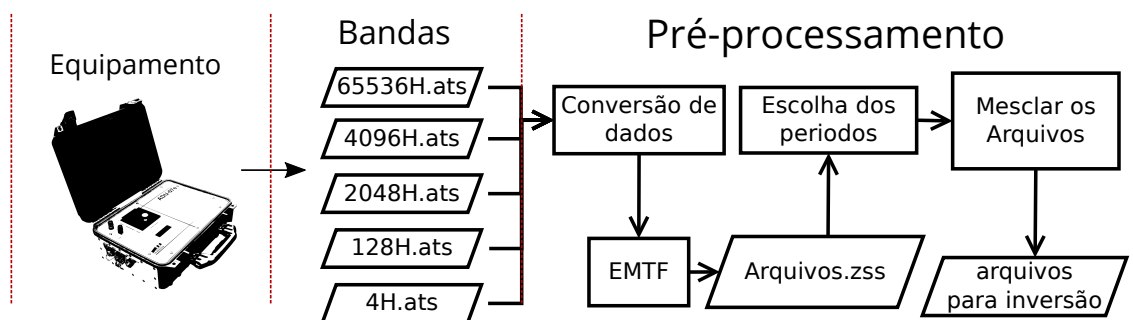 Equipamento
Bandas
65536H.ats
4096H.ats
2048H.ats
128H.ats
4H.ats
Pré-processamento
Conversão de
dados
EMTF
Arquivos.zss
Escolha dos
periodos
Mesclar os
Arquivos
arquivos
para inversão